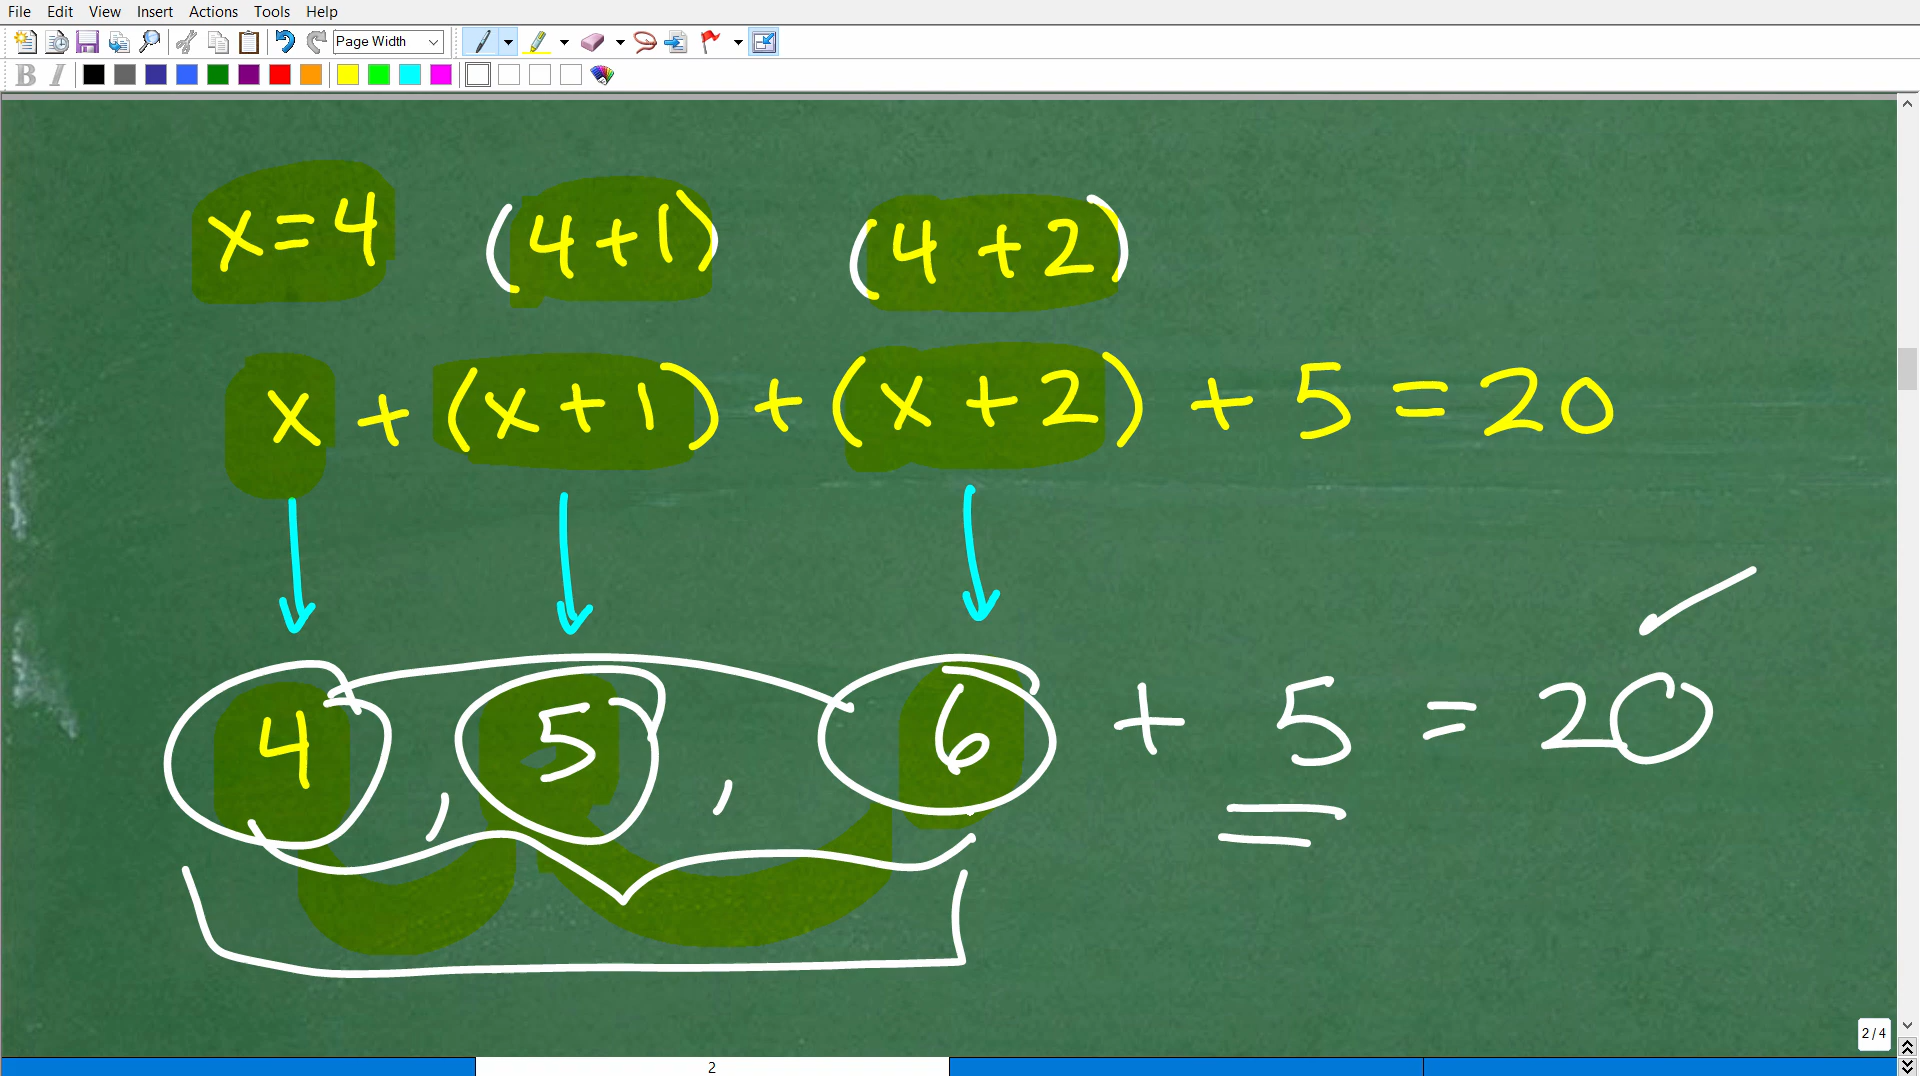 File Edit View Insert Actions Tools Help
Page Width
B I
x=4 (4+1) (4+2)
x + (x+1) + (x+2) + 5 = 20
4 , 5 , 6 + 5 = 20
2/4
2